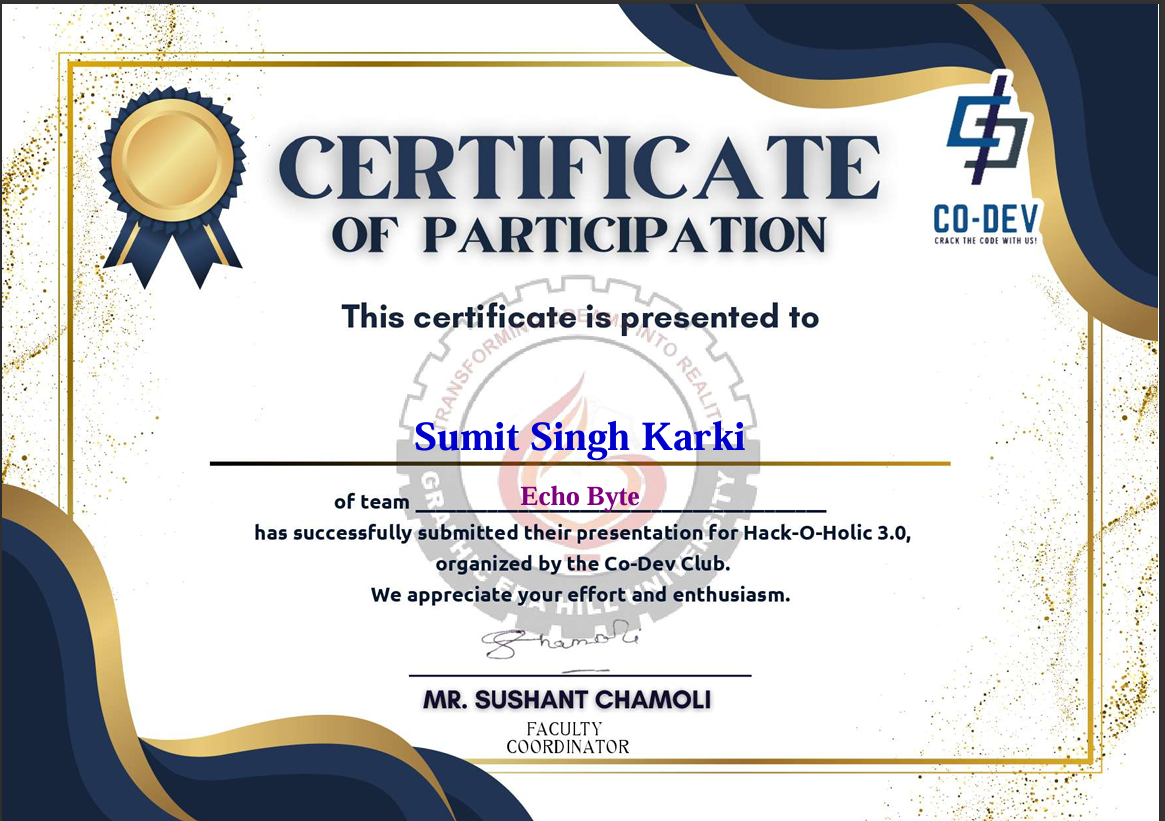 CERTIFICATE
OF PARTICIPATION
CO-DEV
CRACK THE CODE WITH US!
This certificate is presented to
TRANSFORMING DREAMS INTO REALITY
Sumit Singh Karki
of team Echo Byte
has successfully submitted their presentation for Hack-O-Holic 3.0,
organized by the Co-Dev Club.
We appreciate your effort and enthusiasm.
GRAPHIC ERA HILL UNIVERSITY
Chamoli
MR. SUSHANT CHAMOLI
FACULTY
COORDINATOR